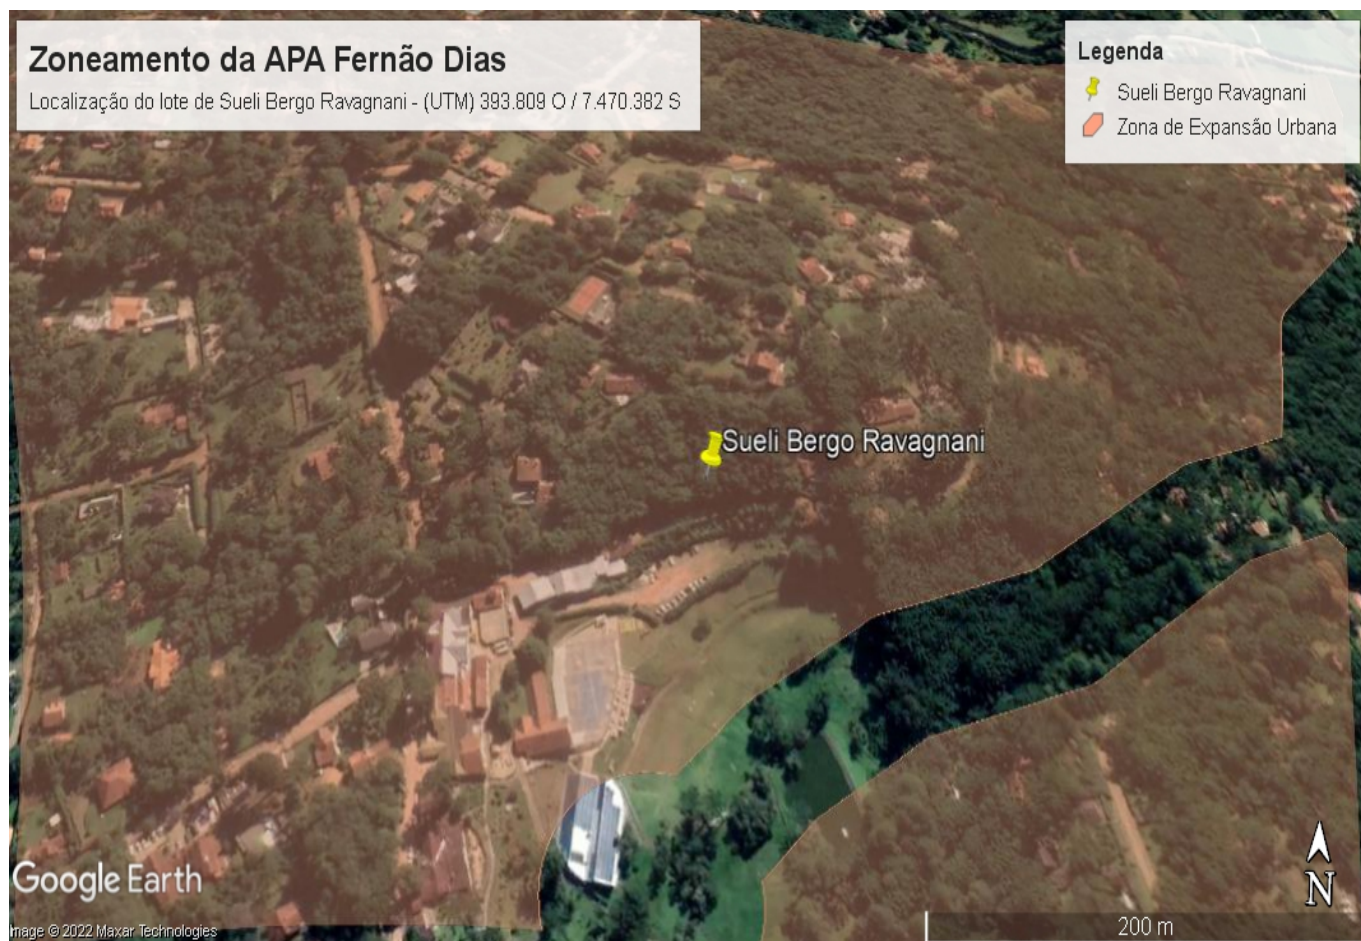 Zoneamento da APA Fernão Dias
Localização do lote de Sueli Bergo Ravagnani - (UTM) 393.809 O / 7.470.382 S
Legenda
Sueli Bergo Ravagnani
Zona de Expansão Urbana
Sueli Bergo Ravagnani
Google Earth
Image © 2022 Maxar Technologies
N
200 m